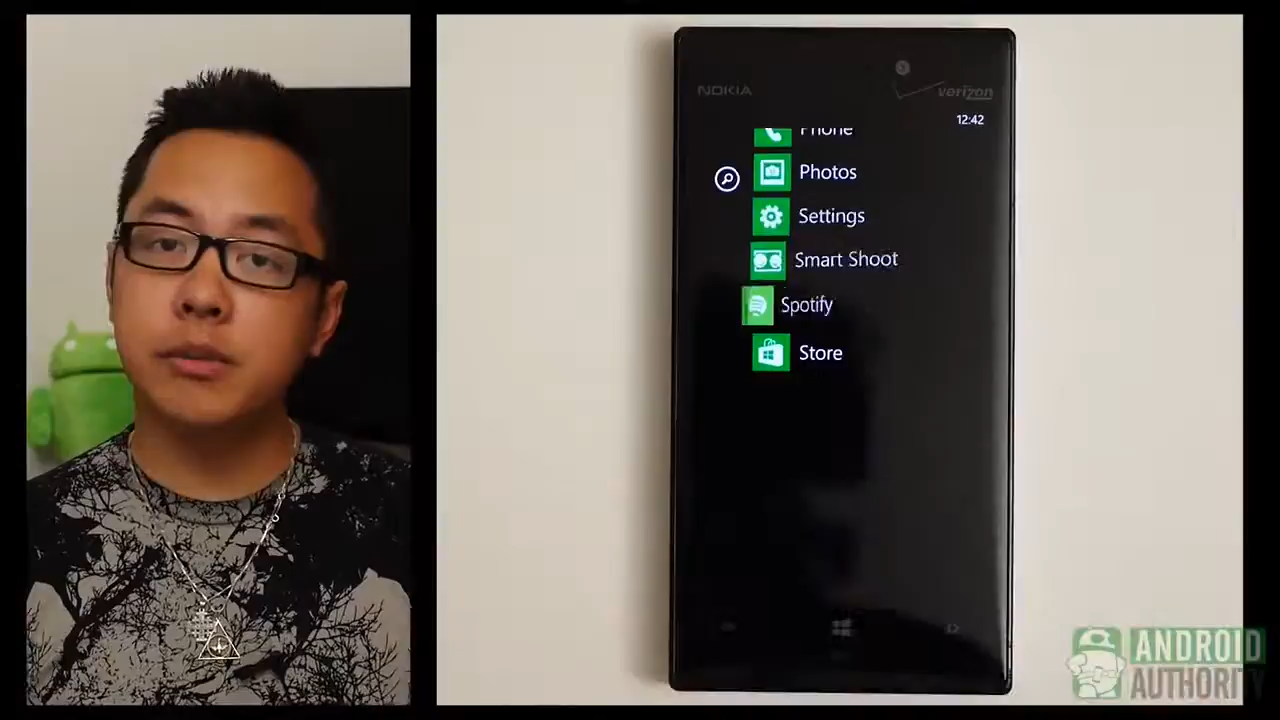 NOKIA
verizon
12:42
Phone
Photos
Settings
Smart Shoot
Spotify
Store
ANDROID
AUTHORITY